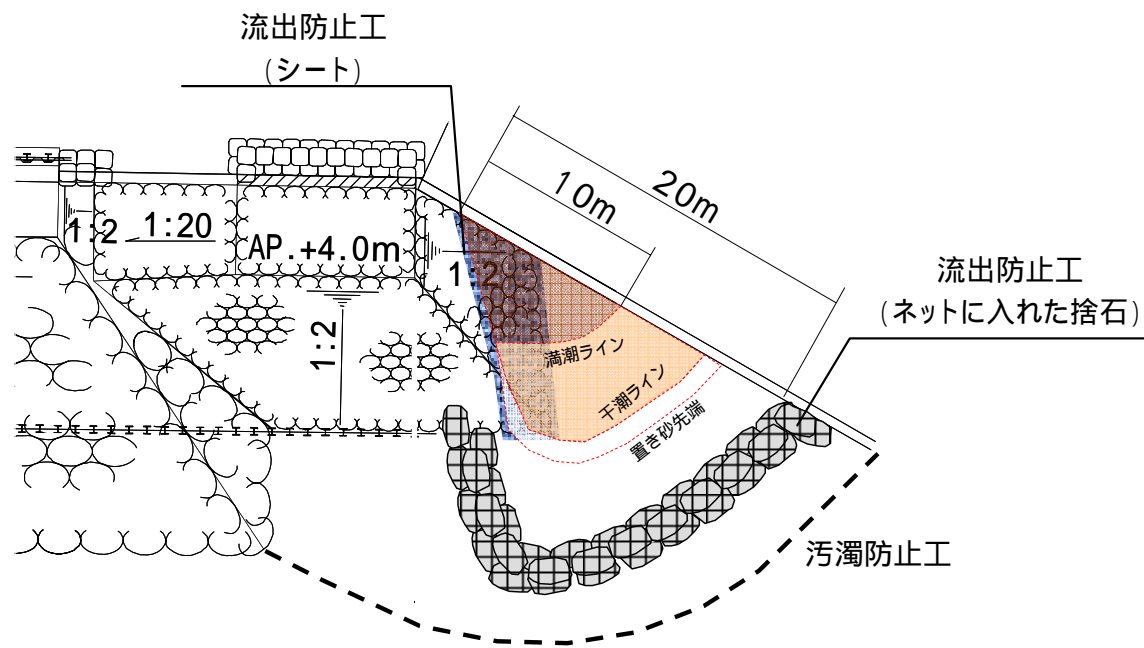 流出防止工
(シート)
10m
20m
1:2
1:20
AP.+4.0m
1:2
1:2
流出防止工
(ネットに入れた捨石)
満潮ライン
干潮ライン
置き砂先端
汚濁防止工